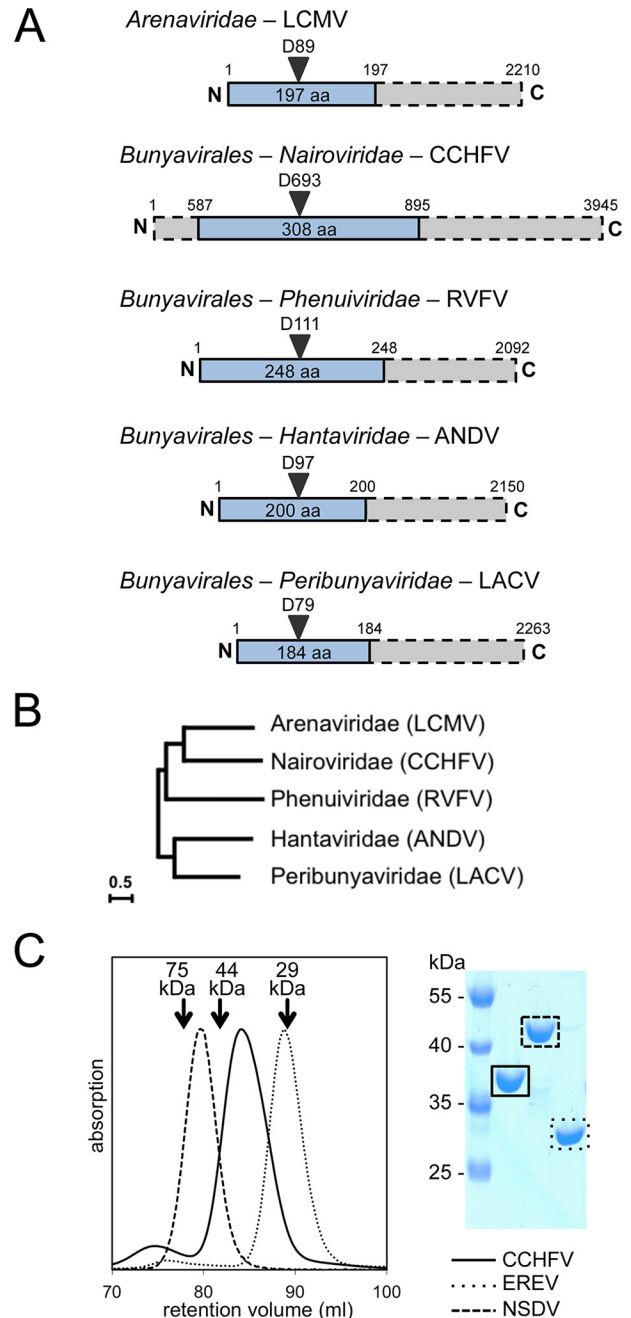 A
Arenaviridae – LCMV
D89
1 197 2210
N 197 aa C
Bunyavirales – Nairoviridae – CCHFV
D693
1 587 895 3945
N 308 aa C
Bunyavirales – Phenuiviridae – RVFV
D111
1 248 2092
N 248 aa C
Bunyavirales – Hantaviridae – ANDV
D97
1 200 2150
N 200 aa C
Bunyavirales – Peribunyaviridae – LACV
D79
1 184 2263
N 184 aa C
B
Arenaviridae (LCMV)
Nairoviridae (CCHFV)
Phenuiviridae (RVFV)
Hantaviridae (ANDV)
Peribunyaviridae (LACV)
0.5
C
75 44 29
kDa kDa kDa
absorption
70 80 90 100
retention volume (ml)
kDa
55 -
40 -
35 -
25 -
CCHFV
EREV
NSDV